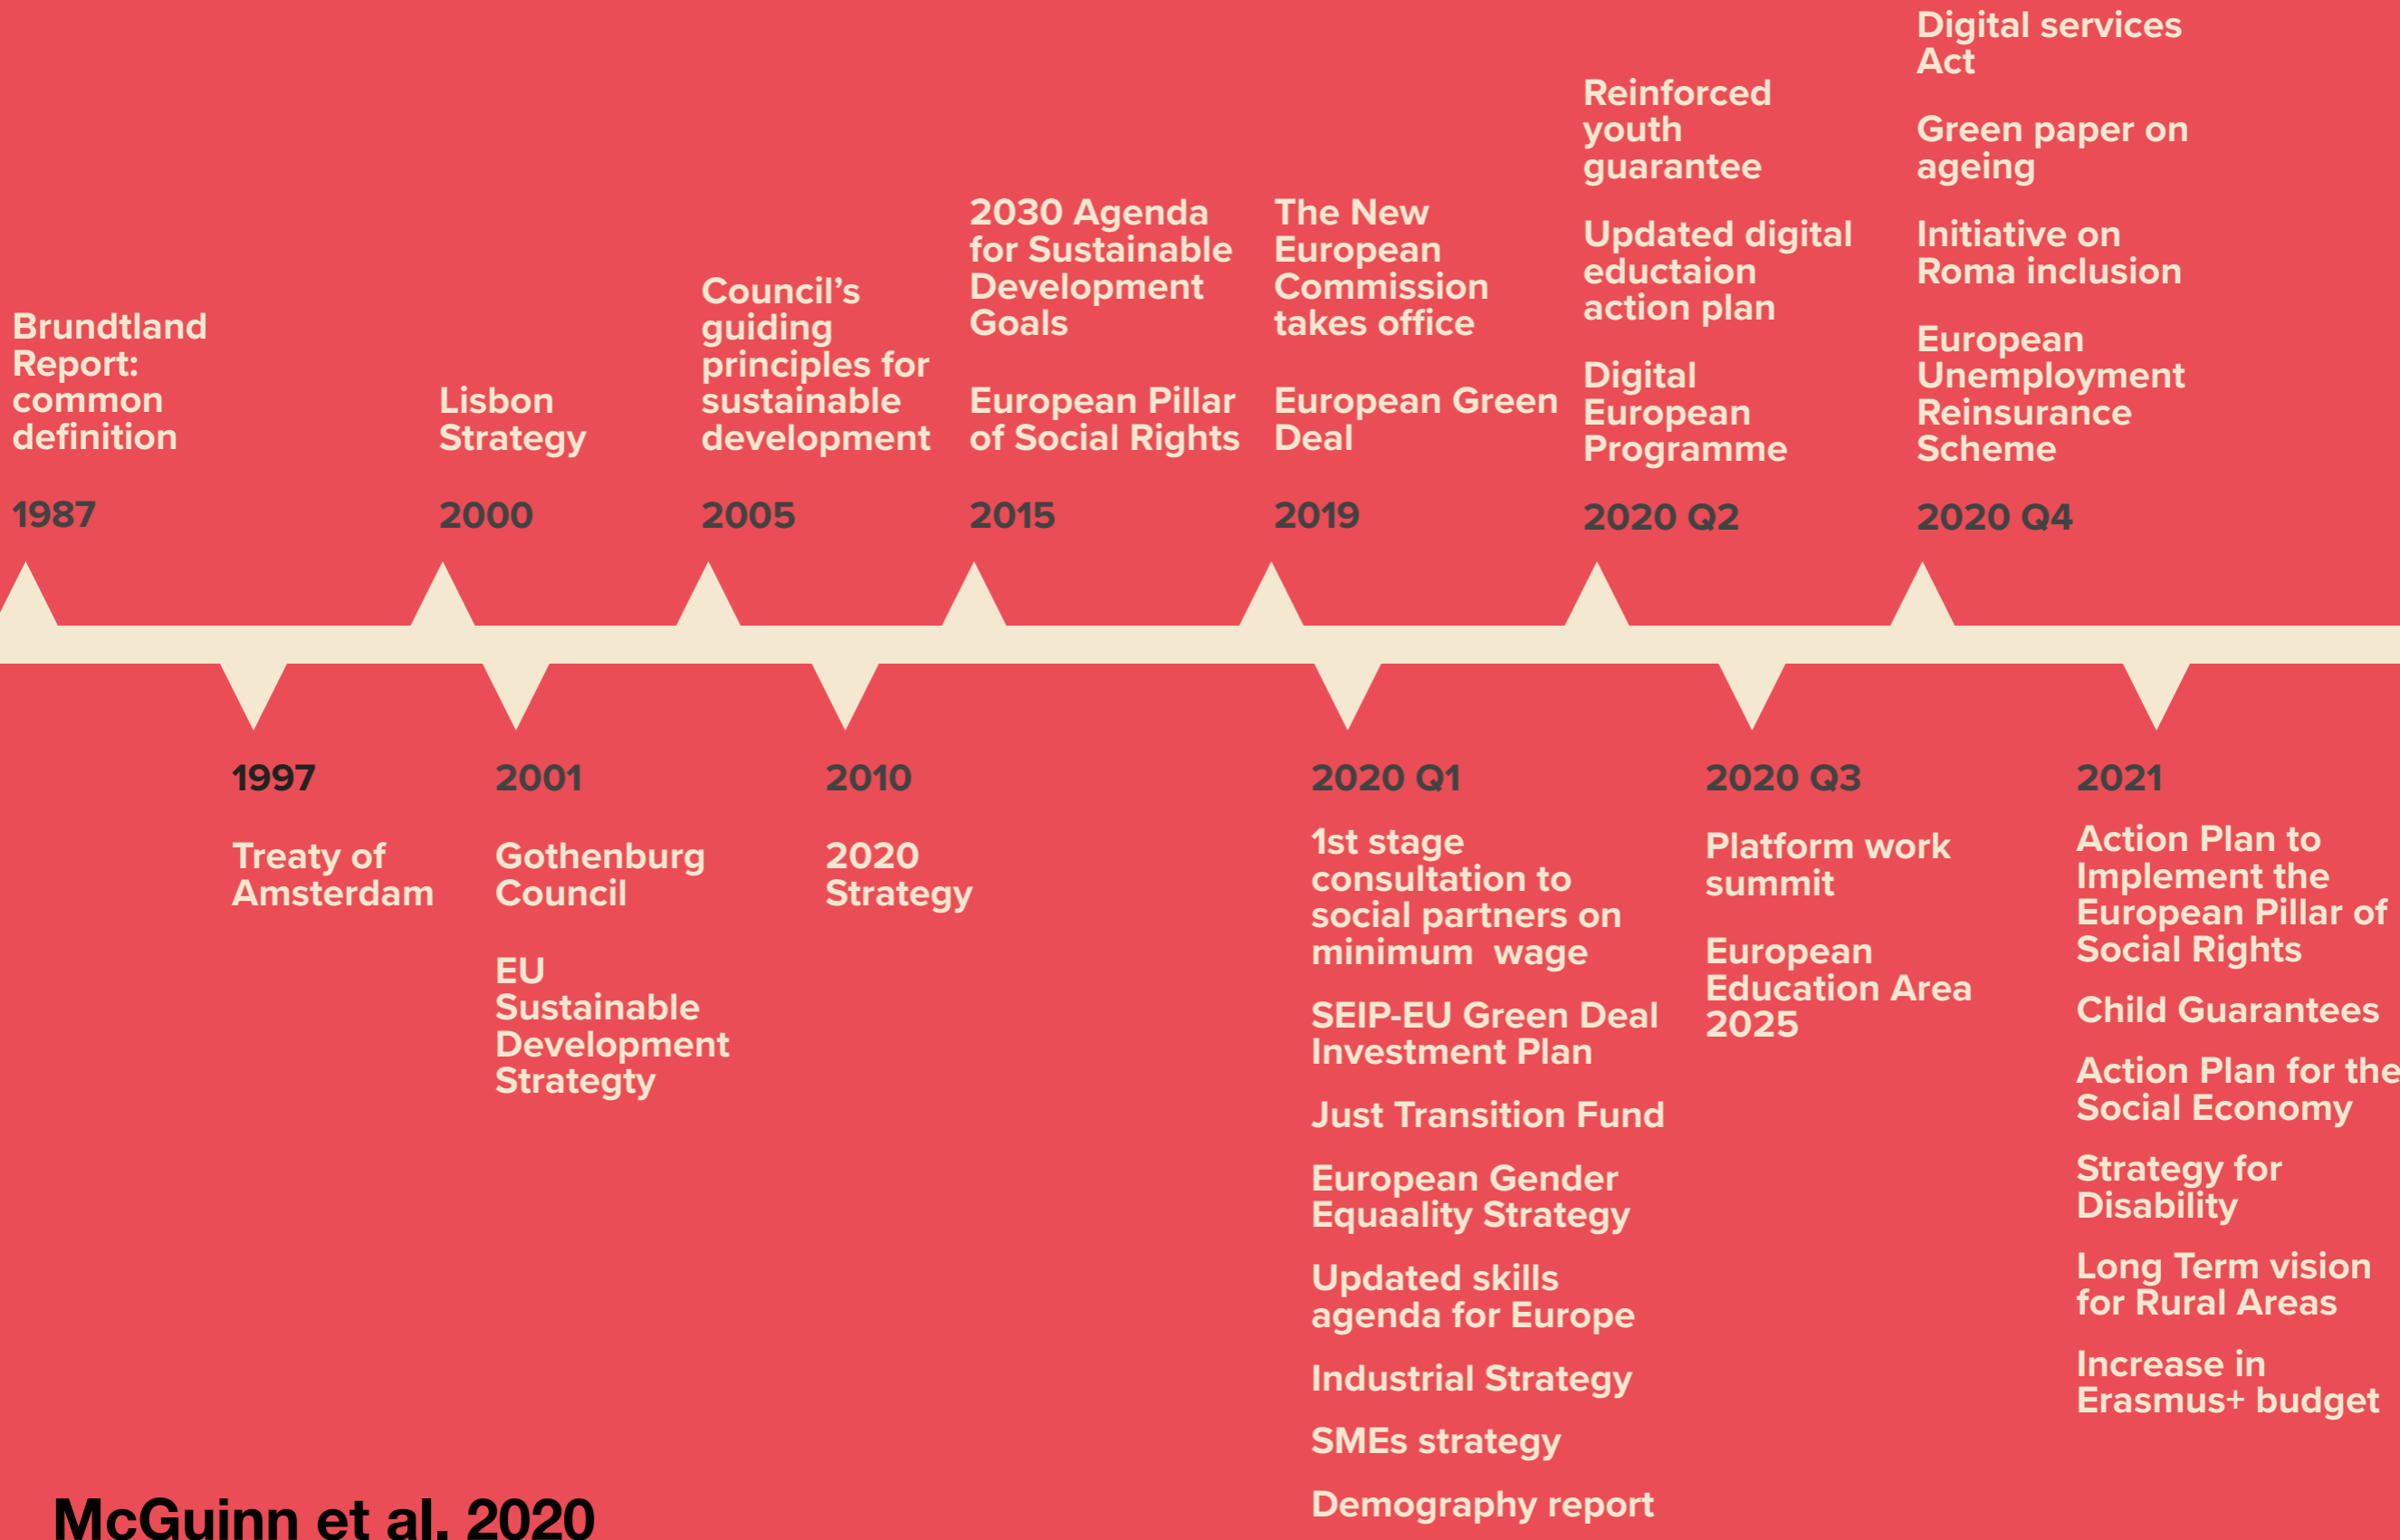 Brundtland
Report:
common
definition
1987
Lisbon
Strategy
2000
Council’s
guiding
principles for
sustainable
development
2005
2030 Agenda
for Sustainable
Development
Goals
European Pillar
of Social Rights
2015
The New
European
Commission
takes office
European Green
Deal
2019
Reinforced
youth
guarantee
Updated digital
eductaion
action plan
Digital
European
Programme
2020 Q2
Digital services
Act
Green paper on
ageing
Initiative on
Roma inclusion
European
Unemployment
Reinsurance
Scheme
2020 Q4
1997
Treaty of
Amsterdam
2001
Gothenburg
Council
EU
Sustainable
Development
Strategty
2010
2020
Strategy
2020 Q1
1st stage
consultation to
social partners on
minimum  wage
SEIP-EU Green Deal
Investment Plan
Just Transition Fund
European Gender
Equaality Strategy
Updated skills
agenda for Europe
Industrial Strategy
SMEs strategy
Demography report
2020 Q3
Platform work
summit
European
Education Area
2025
2021
Action Plan to
Implement the
European Pillar of
Social Rights
Child Guarantees
Action Plan for the
Social Economy
Strategy for
Disability
Long Term vision
for Rural Areas
Increase in
Erasmus+ budget
McGuinn et al. 2020